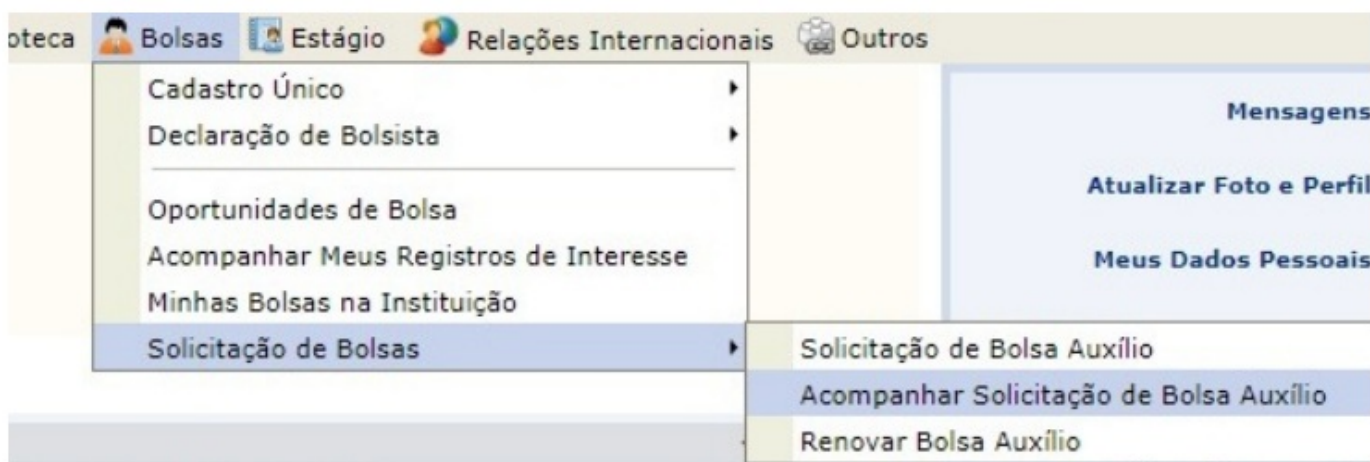 oteca Bolsas Estágio Relações Internacionais Outros
Cadastro Único
Declaração de Bolsista
Oportunidades de Bolsa
Acompanhar Meus Registros de Interesse
Minhas Bolsas na Instituição
Solicitação de Bolsas
Mensagens
Atualizar Foto e Perfil
Meus Dados Pessoais
Solicitação de Bolsa Auxílio
Acompanhar Solicitação de Bolsa Auxílio
Renovar Bolsa Auxílio